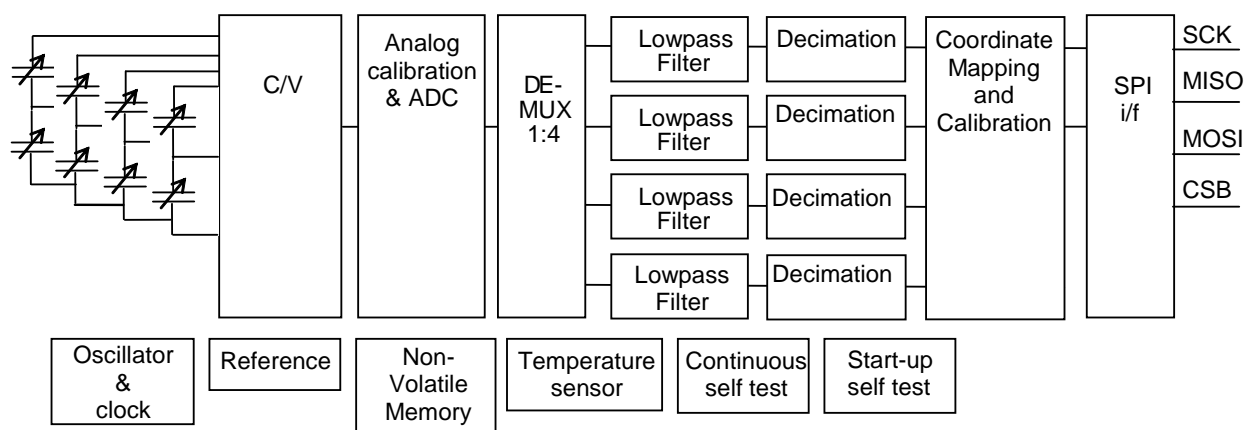 C/V
Analog
calibration
& ADC
DE-
MUX
1:4
Lowpass
Filter
Decimation
Lowpass
Filter
Decimation
Lowpass
Filter
Decimation
Lowpass
Filter
Decimation
Coordinate
Mapping
and
Calibration
SPI
i/f
SCK
MISO
MOSI
CSB
Oscillator
&
clock
Reference
Non-
Volatile
Memory
Temperature
sensor
Continuous
self test
Start-up
self test